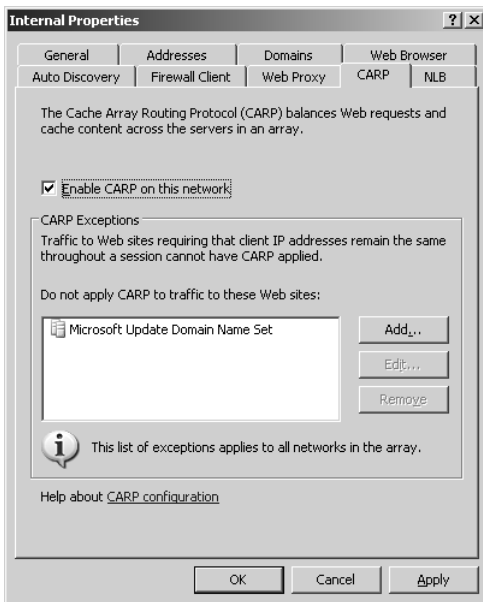 Internal Properties
General Addresses Domains Web Browser
Auto Discovery Firewall Client Web Proxy CARP NLB
The Cache Array Routing Protocol (CARP) balances Web requests and
cache content across the servers in an array.
Enable CARP on this network
CARP Exceptions
Traffic to Web sites requiring that client IP addresses remain the same
throughout a session cannot have CARP applied.
Do not apply CARP to traffic to these Web sites:
Microsoft Update Domain Name Set
Add...
Edit...
Remove
This list of exceptions applies to all networks in the array.
Help about CARP configuration
OK Cancel Apply